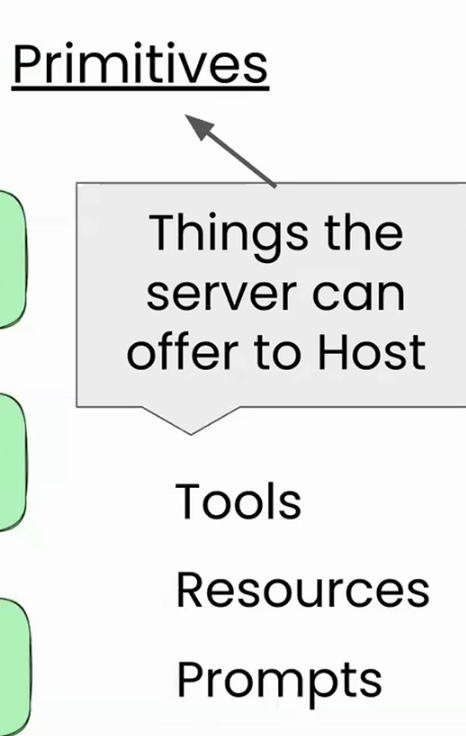 Primitives
Things the
server can
offer to Host
Tools
Resources
Prompts